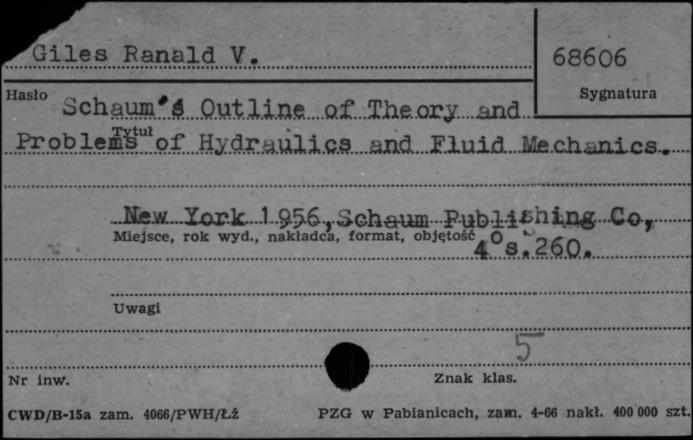 Giles Ranald V.
68606
Hasło
Sygnatura
Schaum's Outline of Theory and
Tytuł
Problems of Hydraulics and Fluid Mechanics.
New York 1956, Schaum Publishing Co,
Miejsce, rok wyd., nakładca, format, objętość
4° s.260.
Uwagi
5
Nr inw.
Znak klas.
CWD/B-15a zam. 4066/PWH/Łż
PZG w Pabianicach, zam. 4-66 nakł. 400 000 szt.